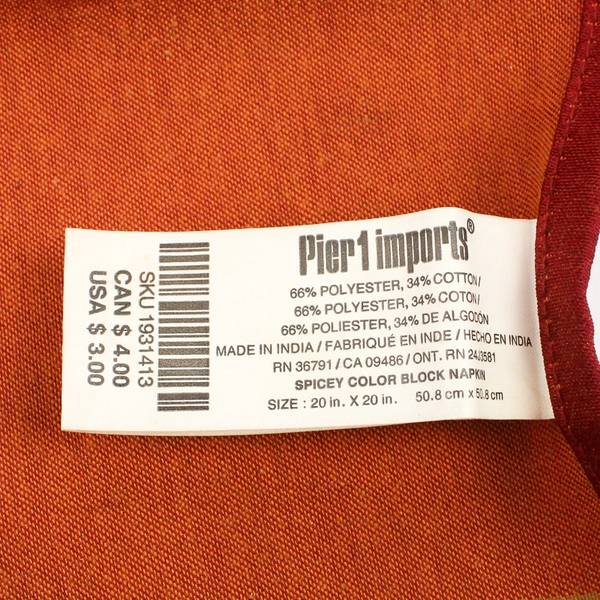 Pier 1 imports®
66% POLYESTER, 34% COTTON /
66% POLYESTER, 34% COTON /
66% POLIESTER, 34% DE ALGODÓN
MADE IN INDIA / FABRIQUÉ EN INDE / HECHO EN INDIA
RN 36791 / CA 09486 / ONT. RN
SPICEY COLOR BLOCK NAPKIN
SIZE : 20 in. X 20 in. 50.8 cm x 50.8 cm
SKU 1931413
CAN $ 4.00
USA $ 3.00